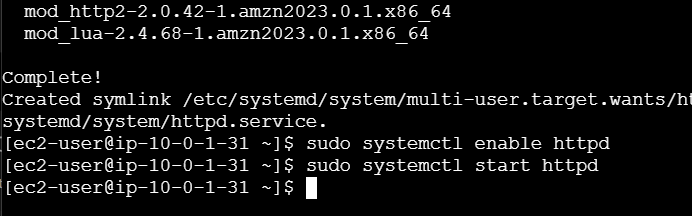 mod_http2-2.0.42-1.amzn2023.0.1.x86_64
mod_lua-2.4.68-1.amzn2023.0.1.x86_64
Complete!
Created symlink /etc/systemd/system/multi-user.target.wants/ht
systemd/system/httpd.service.
[ec2-user@ip-10-0-1-31 ~]$ sudo systemctl enable httpd
[ec2-user@ip-10-0-1-31 ~]$ sudo systemctl start httpd
[ec2-user@ip-10-0-1-31 ~]$